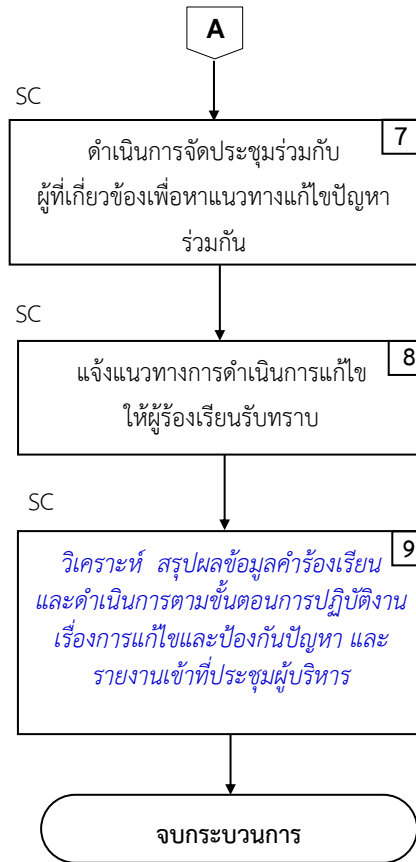 A
SC
7
ดำเนินการจัดประชุมร่วมกับ
ผู้ที่เกี่ยวข้องเพื่อหาแนวทางแก้ไขปัญหา
ร่วมกัน
SC
8
แจ้งแนวทางการดำเนินการแก้ไข
ให้ผู้ร้องเรียนรับทราบ
SC
9
วิเคราะห์ สรุปผลข้อมูลคำร้องเรียน
และดำเนินการตามขั้นตอนการปฏิบัติงาน
เรื่องการแก้ไขและป้องกันปัญหา และ
รายงานเข้าที่ประชุมผู้บริหาร
จบกระบวนการ